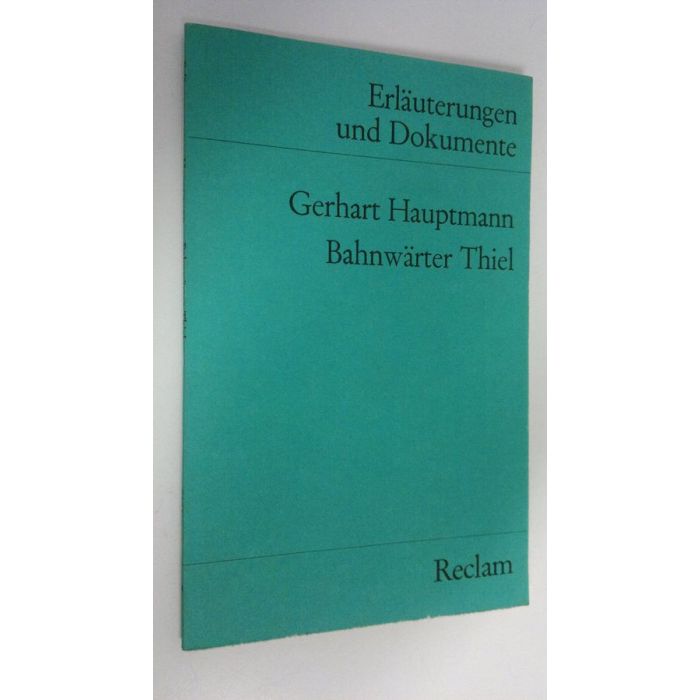 Erläuterungen
und Dokumente
Gerhart Hauptmann
Bahnwärter Thiel
Reclam